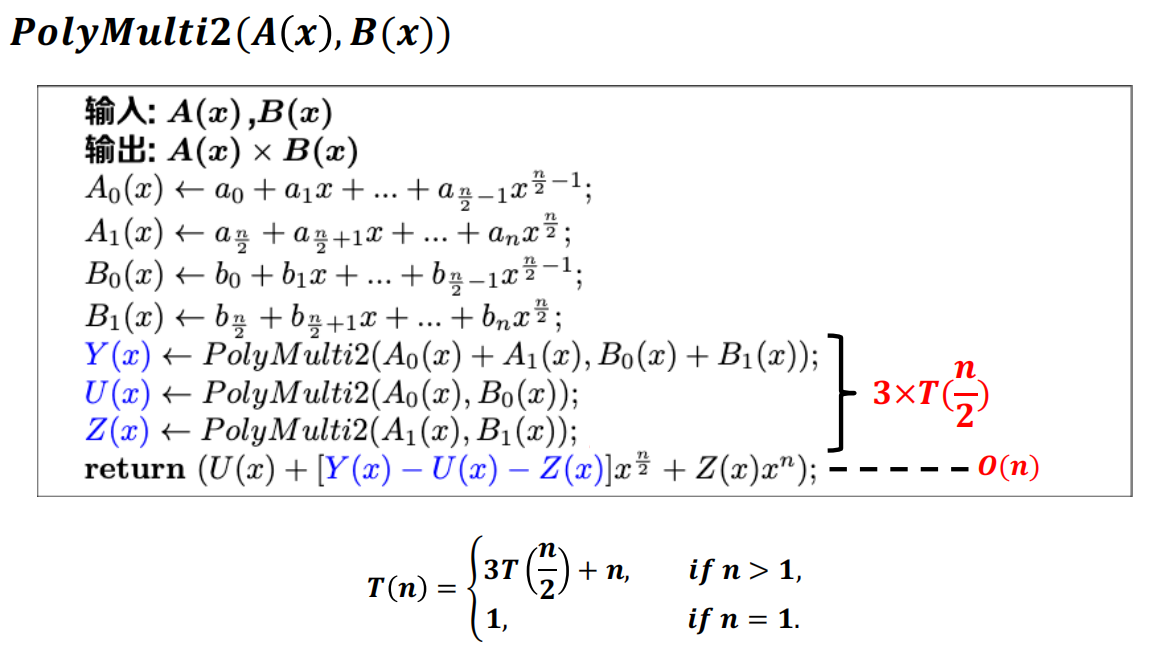 PolyMulti2(A(x), B(x))
输入: A(x) ,B(x)
输出: A(x) × B(x)
A₀(x) ← a₀ + a₁x + ... + a_{n/2−1}x^{n/2−1};
A₁(x) ← a_{n/2} + a_{n/2+1}x + ... + aₙx^{n/2};
B₀(x) ← b₀ + b₁x + ... + b_{n/2−1}x^{n/2−1};
B₁(x) ← b_{n/2} + b_{n/2+1}x + ... + bₙx^{n/2};
Y(x) ← PolyMulti2(A₀(x) + A₁(x), B₀(x) + B₁(x));
U(x) ← PolyMulti2(A₀(x), B₀(x));
Z(x) ← PolyMulti2(A₁(x), B₁(x));
3×T(n/2)
return (U(x) + [Y(x) − U(x) − Z(x)]x^{n/2} + Z(x)xⁿ);
O(n)
T(n) = { 3T(n/2) + n, if n > 1,
1, if n = 1.